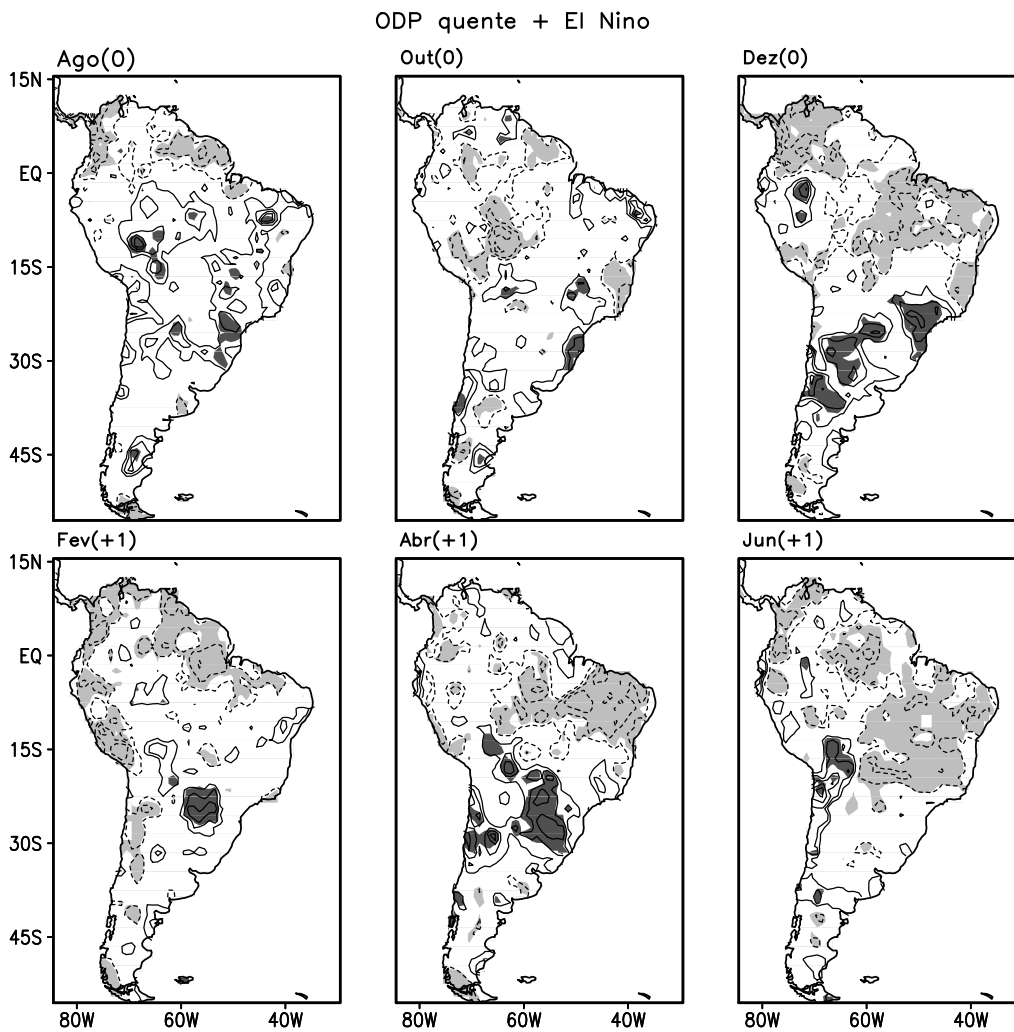 ODP quente + El Nino
Ago(0)
Out(0)
Dez(0)
15N
EQ
15S
30S
45S
Fev(+1)
Abr(+1)
Jun(+1)
15N
EQ
15S
30S
45S
80W 60W 40W 80W 60W 40W 80W 60W 40W